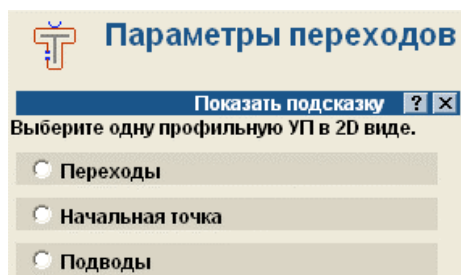 Параметры переходов
Показать подсказку ? ×
Выберите одну профильную УП в 2D виде.
Переходы
Начальная точка
Подводы